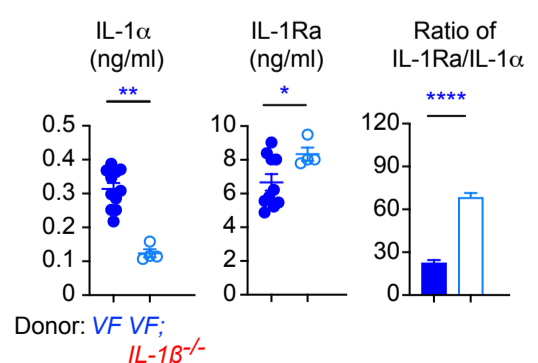 IL-1α
(ng/ml)
IL-1Ra
(ng/ml)
Ratio of
IL-1Ra/IL-1α
**
*
****
0.5
0.4
0.3
0.2
0.1
0
10
8
6
4
2
0
120
90
60
30
0
Donor: VF VF;
IL-1ß-/-